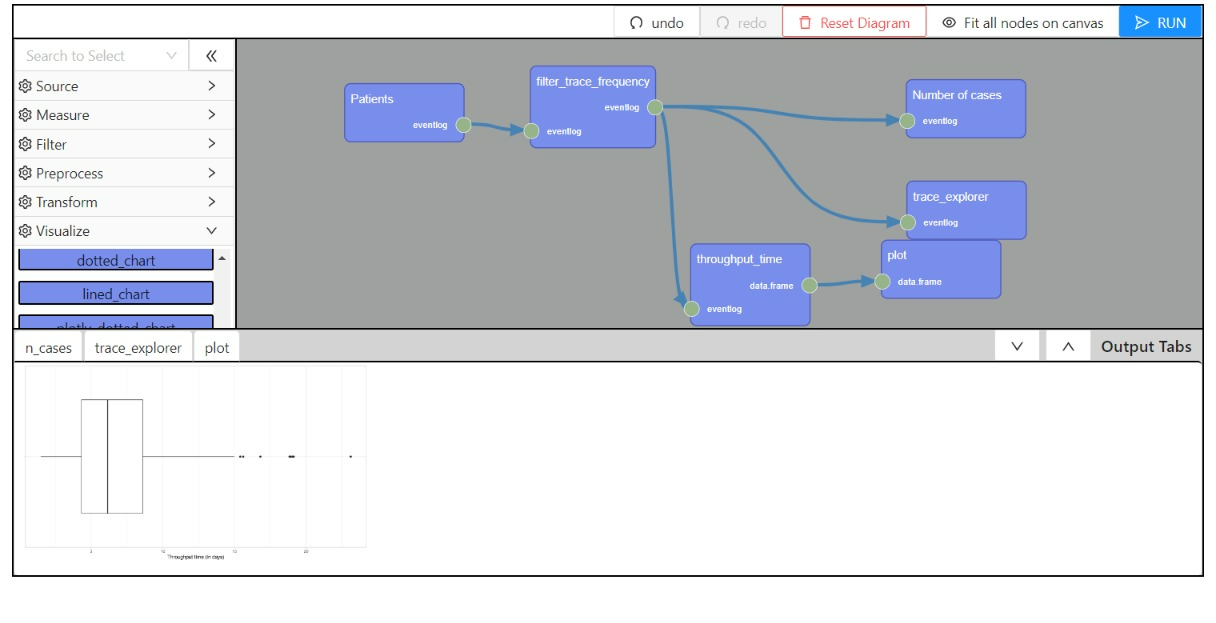 undo
redo
Reset Diagram
Fit all nodes on canvas
RUN
Search to Select
Source
Measure
Filter
Preprocess
Transform
Visualize
dotted_chart
lined_chart
plotly_dotted_chart
Patients
eventlog
filter_trace_frequency
eventlog
eventlog
Number of cases
eventlog
trace_explorer
eventlog
throughput_time
data.frame
eventlog
plot
data.frame
n_cases
trace_explorer
plot
Output Tabs
5 10 15 20
Throughput time (in days)